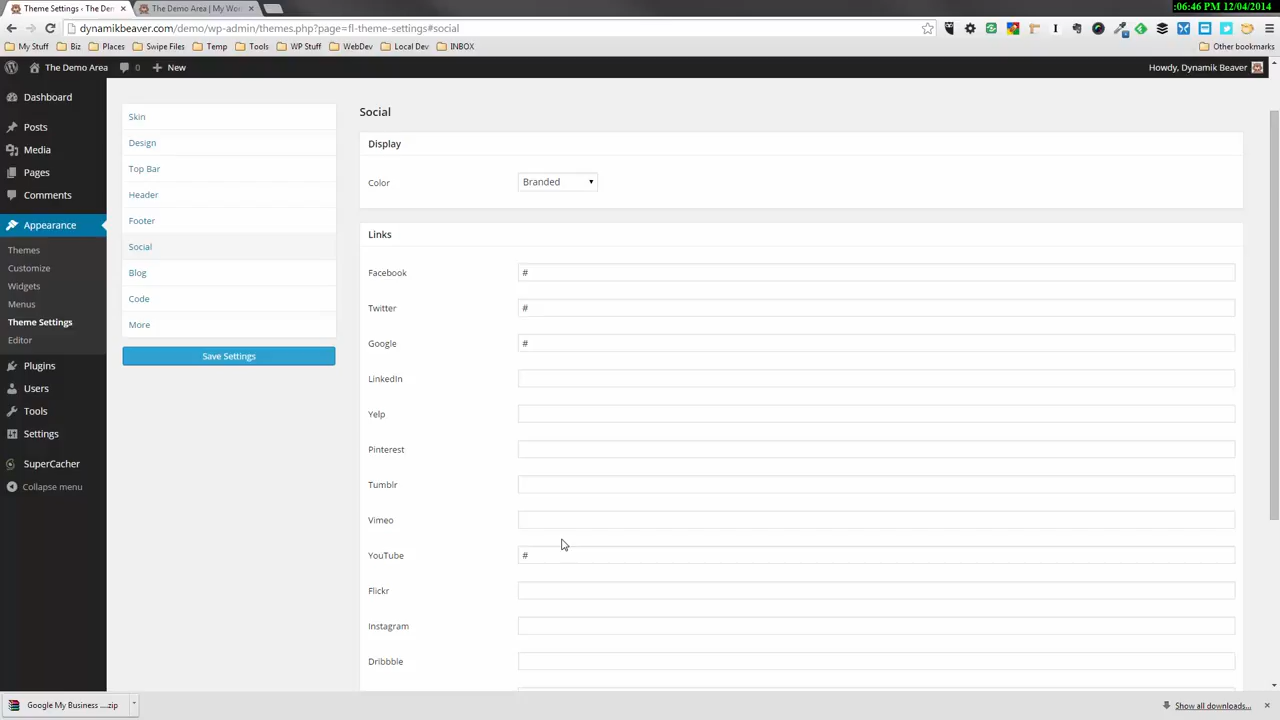 :06:46 PM 12/04/2014
Theme Settings ‹ The Der ×
The Demo Area | My Wo ×
dynamikbeaver.com/demo/wp-admin/themes.php?page=fl-theme-settings#social
My Stuff Biz Places Swipe Files Temp Tools WP Stuff WebDev Local Dev INBOX Other bookmarks
The Demo Area 0 + New Howdy, Dynamik Beaver
Dashboard
Posts
Media
Pages
Comments
Appearance
Themes
Customize
Widgets
Menus
Theme Settings
Editor
Plugins
Users
Tools
Settings
SuperCacher
Collapse menu
Skin
Design
Top Bar
Header
Footer
Social
Blog
Code
More
Save Settings
Social
Display
Color Branded
Links
Facebook #
Twitter #
Google #
LinkedIn
Yelp
Pinterest
Tumblr
Vimeo
YouTube #
Flickr
Instagram
Dribbble
Google My Business ....zip
Show all downloads...